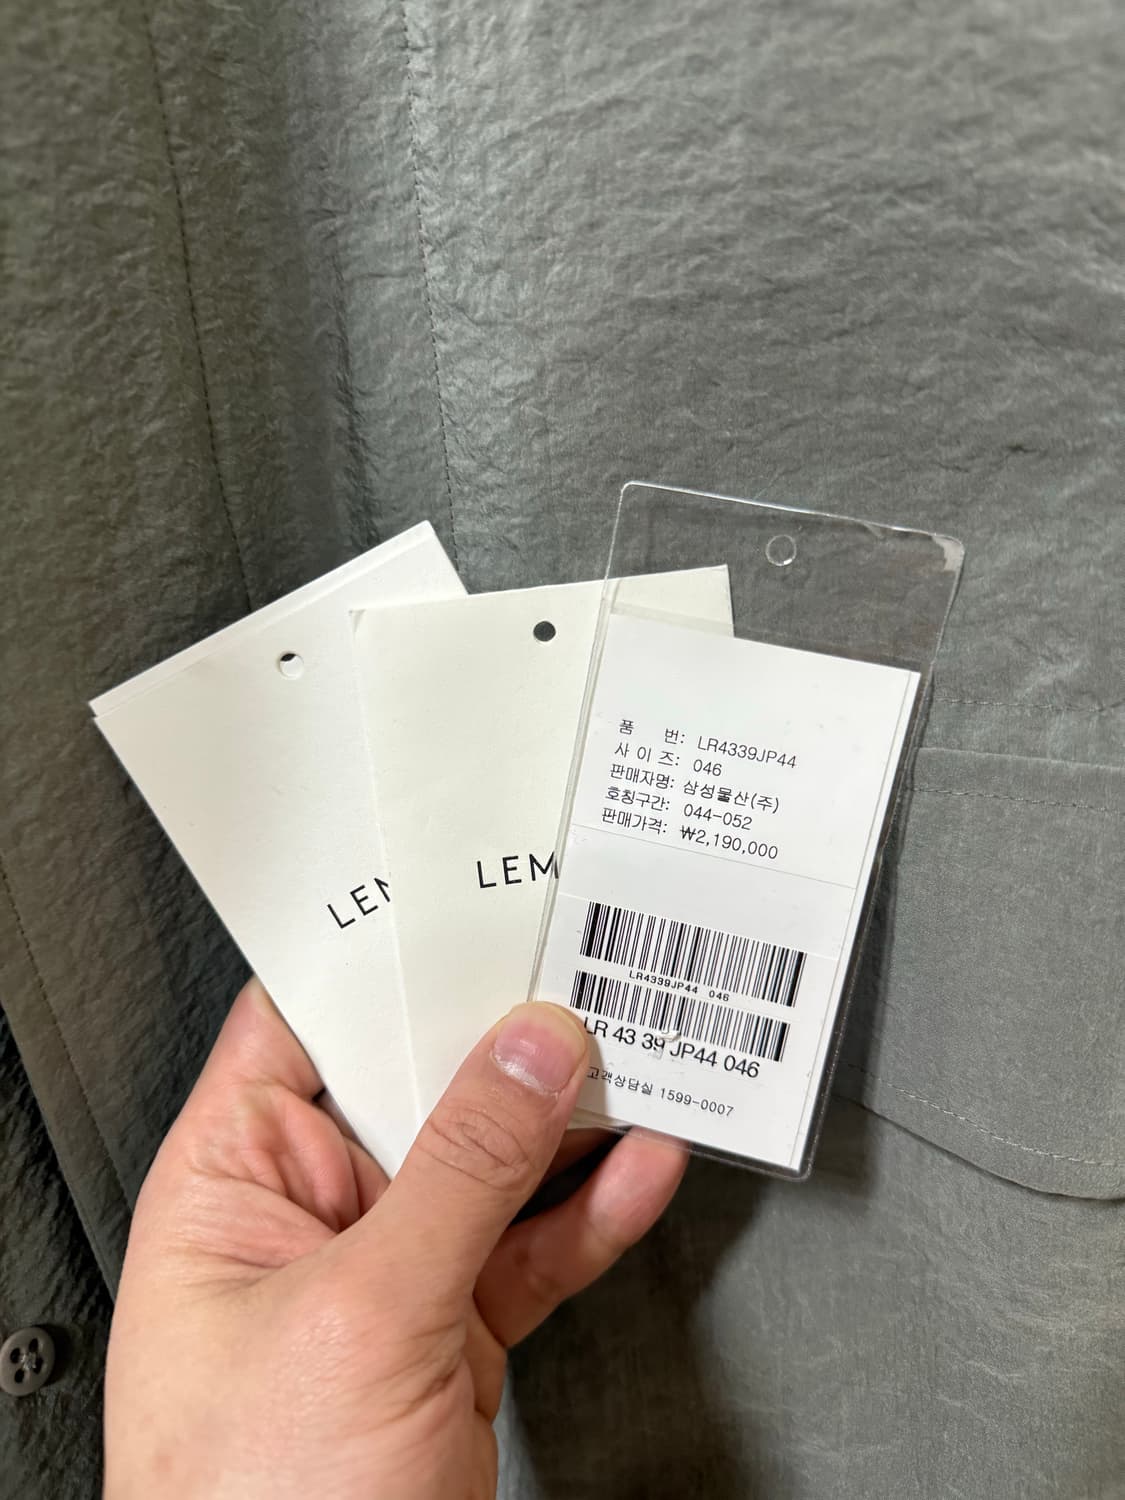 LEM
LEM
품 번: LR4339JP44
사 이 즈: 046
판매자명: 삼성물산(주)
호칭구간: 044-052
판매가격: ₩2,190,000
LR4339JP44 046
LR 43 39 JP44 046
고객상담실 1599-0007